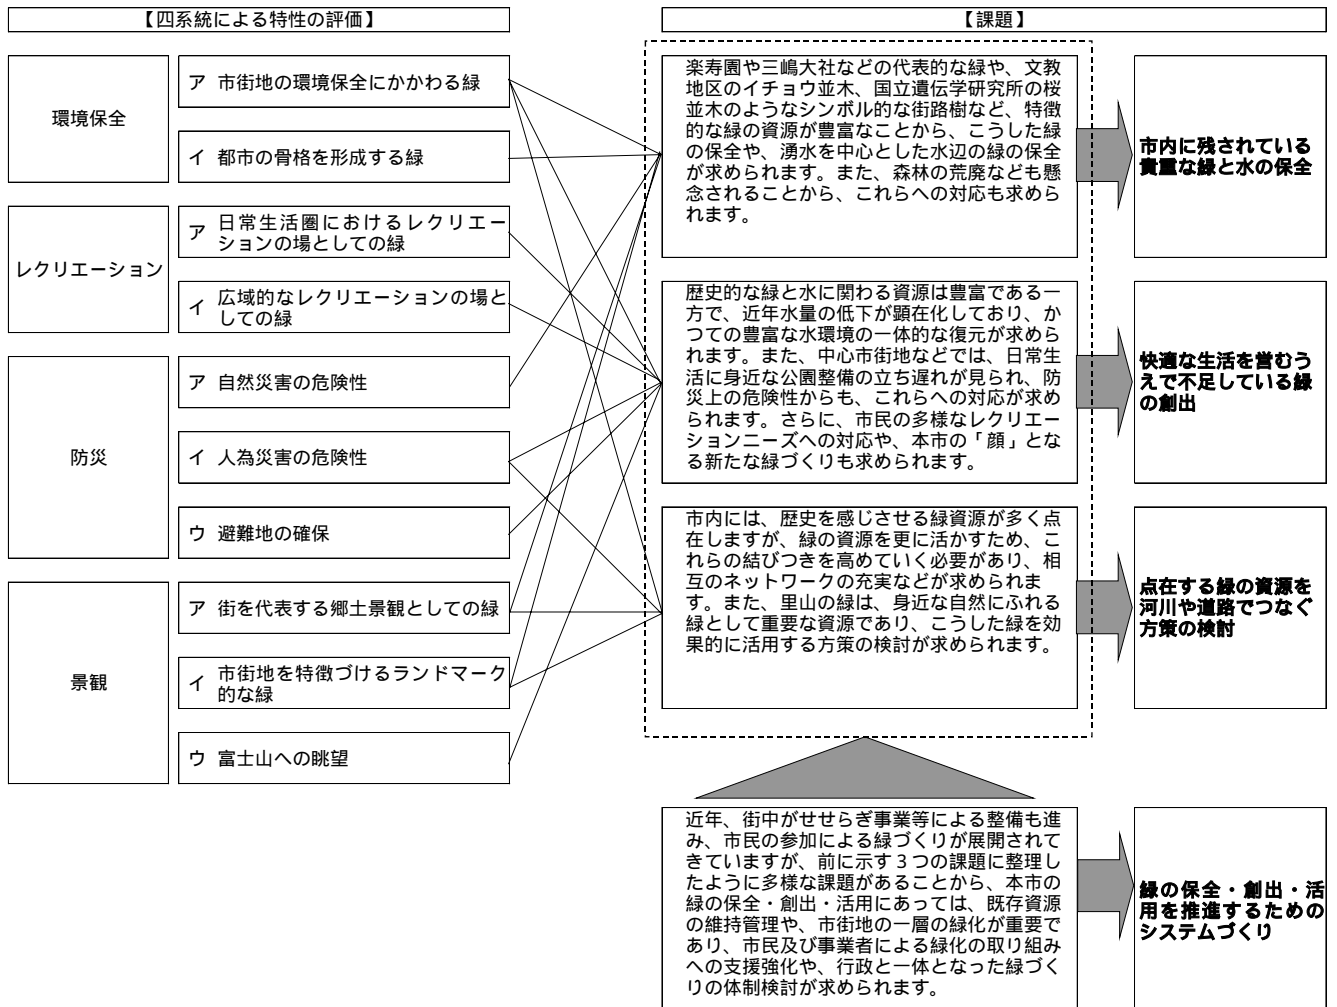 【四系統による特性の評価】
環境保全
ア 市街地の環境保全にかかわる緑
イ 都市の骨格を形成する緑
レクリエーション
ア 日常生活圏におけるレクリエー
ションの場としての緑
イ 広域的なレクリエーションの場と
しての緑
防災
ア 自然災害の危険性
イ 人為災害の危険性
ウ 避難地の確保
景観
ア 街を代表する郷土景観としての緑
イ 市街地を特徴づけるランドマーク
的な緑
ウ 富士山への眺望
【課題】
楽寿園や三嶋大社などの代表的な緑や、文教
地区のイチョウ並木、国立遺伝学研究所の桜
並木のようなシンボル的な街路樹など、特徴
的な緑の資源が豊富なことから、こうした緑
の保全や、湧水を中心とした水辺の緑の保全
が求められます。また、森林の荒廃なども懸
念されることから、これらへの対応も求めら
れます。
市内に残されている
貴重な緑と水の保全
歴史的な緑と水に関わる資源は豊富である一
方で、近年水量の低下が顕在化しており、か
つての豊富な水環境の一体的な復元が求めら
れます。また、中心市街地などでは、日常生
活に身近な公園整備の立ち遅れが見られ、防
災上の危険性からも、これらへの対応が求め
られます。さらに、市民の多様なレクリエー
ションニーズへの対応や、本市の「顔」とな
る新たな緑づくりも求められます。
快適な生活を営むう
えで不足している緑
の創出
市内には、歴史を感じさせる緑資源が多く点
在しますが、緑の資源を更に活かすため、こ
れらの結びつきを高めていく必要があり、相
互のネットワークの充実などが求められま
す。また、里山の緑は、身近な自然にふれる
緑として重要な資源であり、こうした緑を効
果的に活用する方策の検討が求められます。
点在する緑の資源を
河川や道路でつなぐ
方策の検討
近年、街中がせせらぎ事業等による整備も進
み、市民の参加による緑づくりが展開されて
きていますが、前に示す３つの課題に整理し
たように多様な課題があることから、本市の
緑の保全・創出・活用にあっては、既存資源
の維持管理や、市街地の一層の緑化が重要で
あり、市民及び事業者による緑化の取り組み
への支援強化や、行政と一体となった緑づく
りの体制検討が求められます。
緑の保全・創出・活
用を推進するための
システムづくり